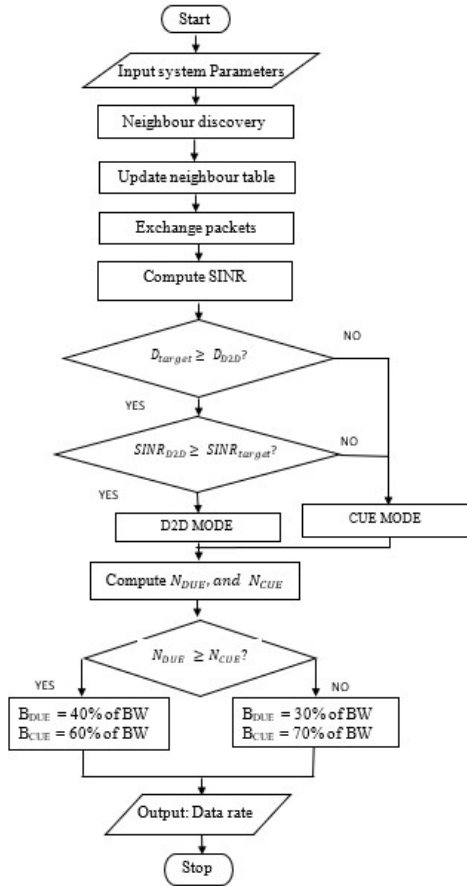 Start
Input system Parameters
Neighbour discovery
Update neighbour table
Exchange packets
Compute SINR
NO
D_target ≥ D_D2D?
YES
NO
SINR_D2D ≥ SINR_target?
YES
D2D MODE
CUE MODE
Compute N_DUE, and N_CUE
N_DUE ≥ N_CUE?
YES
NO
B_DUE = 40% of BW
B_CUE = 60% of BW
B_DUE = 30% of BW
B_CUE = 70% of BW
Output: Data rate
Stop